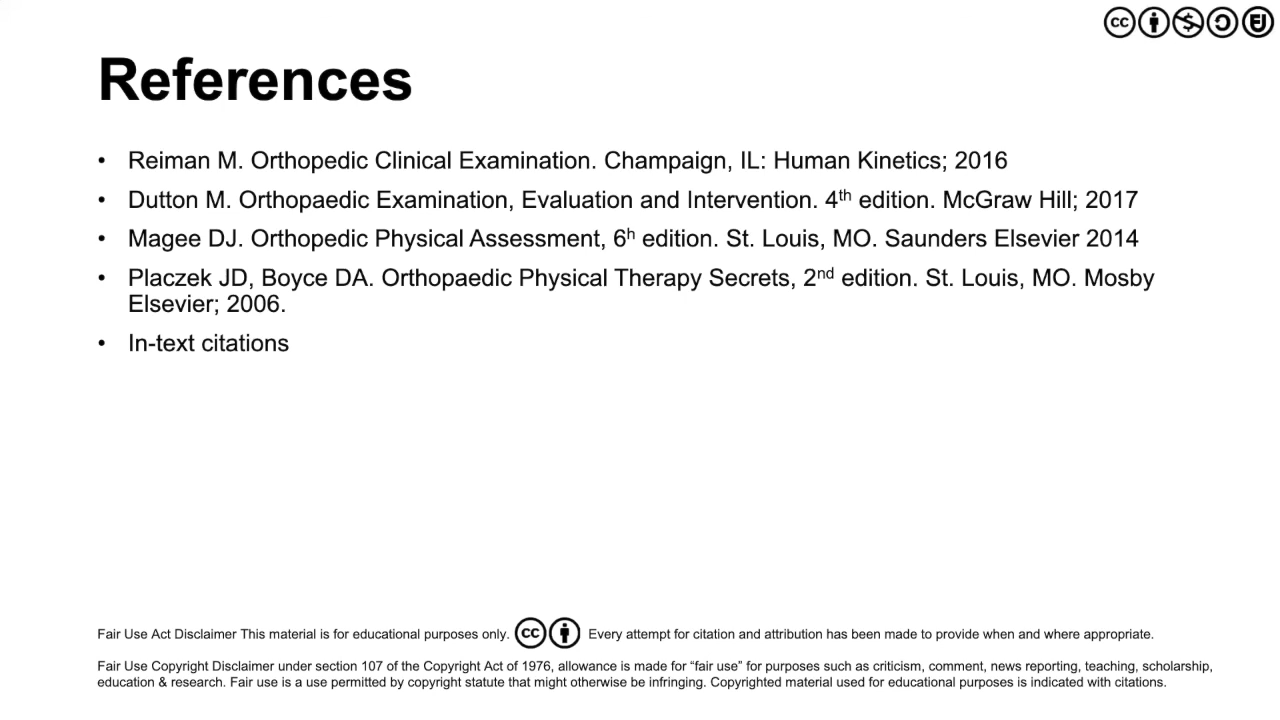 References
• Reiman M. Orthopedic Clinical Examination. Champaign, IL: Human Kinetics; 2016
• Dutton M. Orthopaedic Examination, Evaluation and Intervention. 4th edition. McGraw Hill; 2017
• Magee DJ. Orthopedic Physical Assessment, 6h edition. St. Louis, MO. Saunders Elsevier 2014
• Placzek JD, Boyce DA. Orthopaedic Physical Therapy Secrets, 2nd edition. St. Louis, MO. Mosby
Elsevier; 2006.
• In-text citations
Fair Use Act Disclaimer This material is for educational purposes only. cc Every attempt for citation and attribution has been made to provide when and where appropriate.
Fair Use Copyright Disclaimer under section 107 of the Copyright Act of 1976, allowance is made for “fair use” for purposes such as criticism, comment, news reporting, teaching, scholarship,
education & research. Fair use is a use permitted by copyright statute that might otherwise be infringing. Copyrighted material used for educational purposes is indicated with citations.